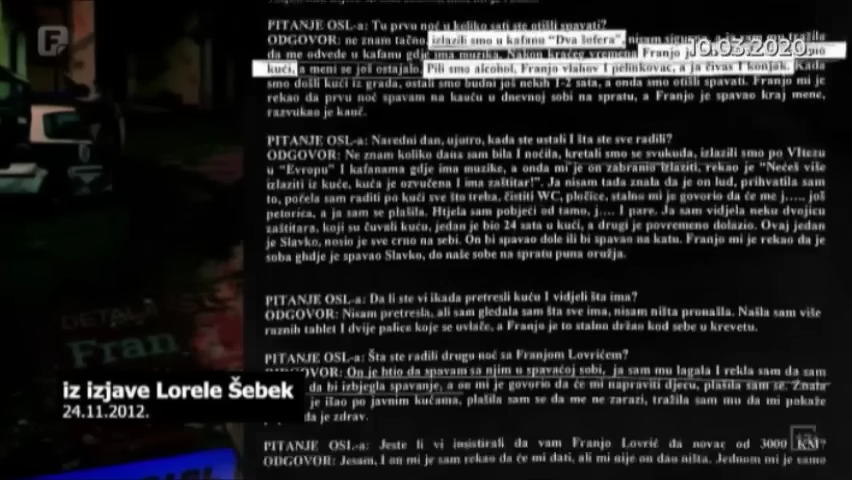 PITANJE OSL-a: Tu prvu noć u koliko sati ste otišli spavati?
ODGOVOR: ne znam tačno, izlazili smo u kafanu "Dva šofera", nisam
10.03.2020.
da me odvede u kafanu gdje ima muzika. Nakon kraćeg vremena Franjo
kući, a meni se još ostajalo. Pili smo alcohol, Franjo vlahov I pelinkovac, a ja čivas I konjak. Kada
smo došli kući iz grada, ostali smo budni još nekih 1-2 sata, a onda smo otišli spavati. Franjo mi je
rekao da prvu noć spavam na kauču u dnevnoj sobi na spratu, a Franjo je spavao kraj mene,
razvukao je kauč.
PITANJE OSL-a: Naredni dan, ujutro, kada ste ustali I šta ste sve radili?
ODGOVOR: Ne znam koliko dana sam bila I noćila, kretali smo se svukuda, izlazili smo po VItezu
u "Evropu" I kafanama gdje ima muzike, a onda mi je on zabranio izlaziti, rekao je "Nećeš više
izlaziti iz kuće, kuća je ozvučena I ima zaštitar!". Ja nisam tada znala da je on lud, prihvatila sam
to, počela sam raditi po kući sve što treba, čistiti WC, pločice, stalno mi je govorio da će me j..... još
petorica, a ja sam se plašila. Htjela sam pobjeći od tamo, j.... I pare. Ja sam vidjela neku dvojicu
zaštitara, koji su čuvali kuću, jedan je bio 24 sata u kući, a drugi je povremeno dolazio. Ovaj jedan
je Slavko, nosio je sve crno na sebi. On bi spavao dole ili bi spavao na katu. Franjo mi je rekao da je
soba ghdje je spavao Slavko, do naše sobe na spratu puna oružja.
PITANJE OSL-a: Da li ste vi ikada pretresli kuću I vidjeli šta ima?
ODGOVOR: Nisam pretresla, ali sam gledala sam šta sve ima, nisam ništa pronašla. Našla sam više
raznih tablet I dvije palice koje se uvlače, a Franjo je to stalno držao kod sebe u krevetu.
PITANJE OSL-a: Šta ste radili drugu noć sa Franjom Lovrićem?
ODGOVOR: On je htio da spavam sa njim u spavaćoj sobi, ja sam mu lagala I rekla sam da sam
da bi izbjegla spavanje, a on mi je govorio da će mi napraviti djecu, plašila sam se. Znala
je išao po javnim kućama, plašila sam se da me ne zarazi, tražila sam mu da mi pokaže
da je zdrav.
PITANJE OSL-a: Jeste li vi insistirali da vam Franjo Lovrić da novac od 3000 KM?
ODGOVOR: Jesam, I on mi je sam rekao da će mi dati, ali mi nije on dao ništa. Jednom mi je samo
DETALJI
Fran
iz izjave Lorele Šebek
24.11.2012.